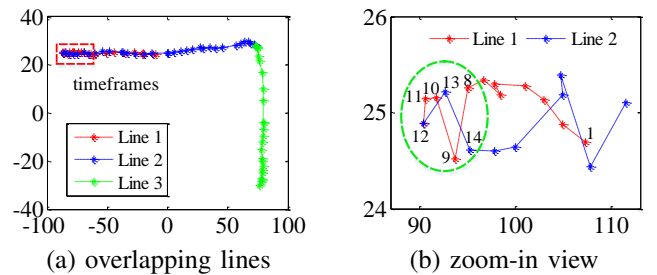 40
20
0
-20
-40
-100 -50 0 50 100
timeframes
Line 1
Line 2
Line 3
(a) overlapping lines
26
25
24
90 100 110
Line 1 Line 2
11 10 13 8
12 9 14 1
(b) zoom-in view